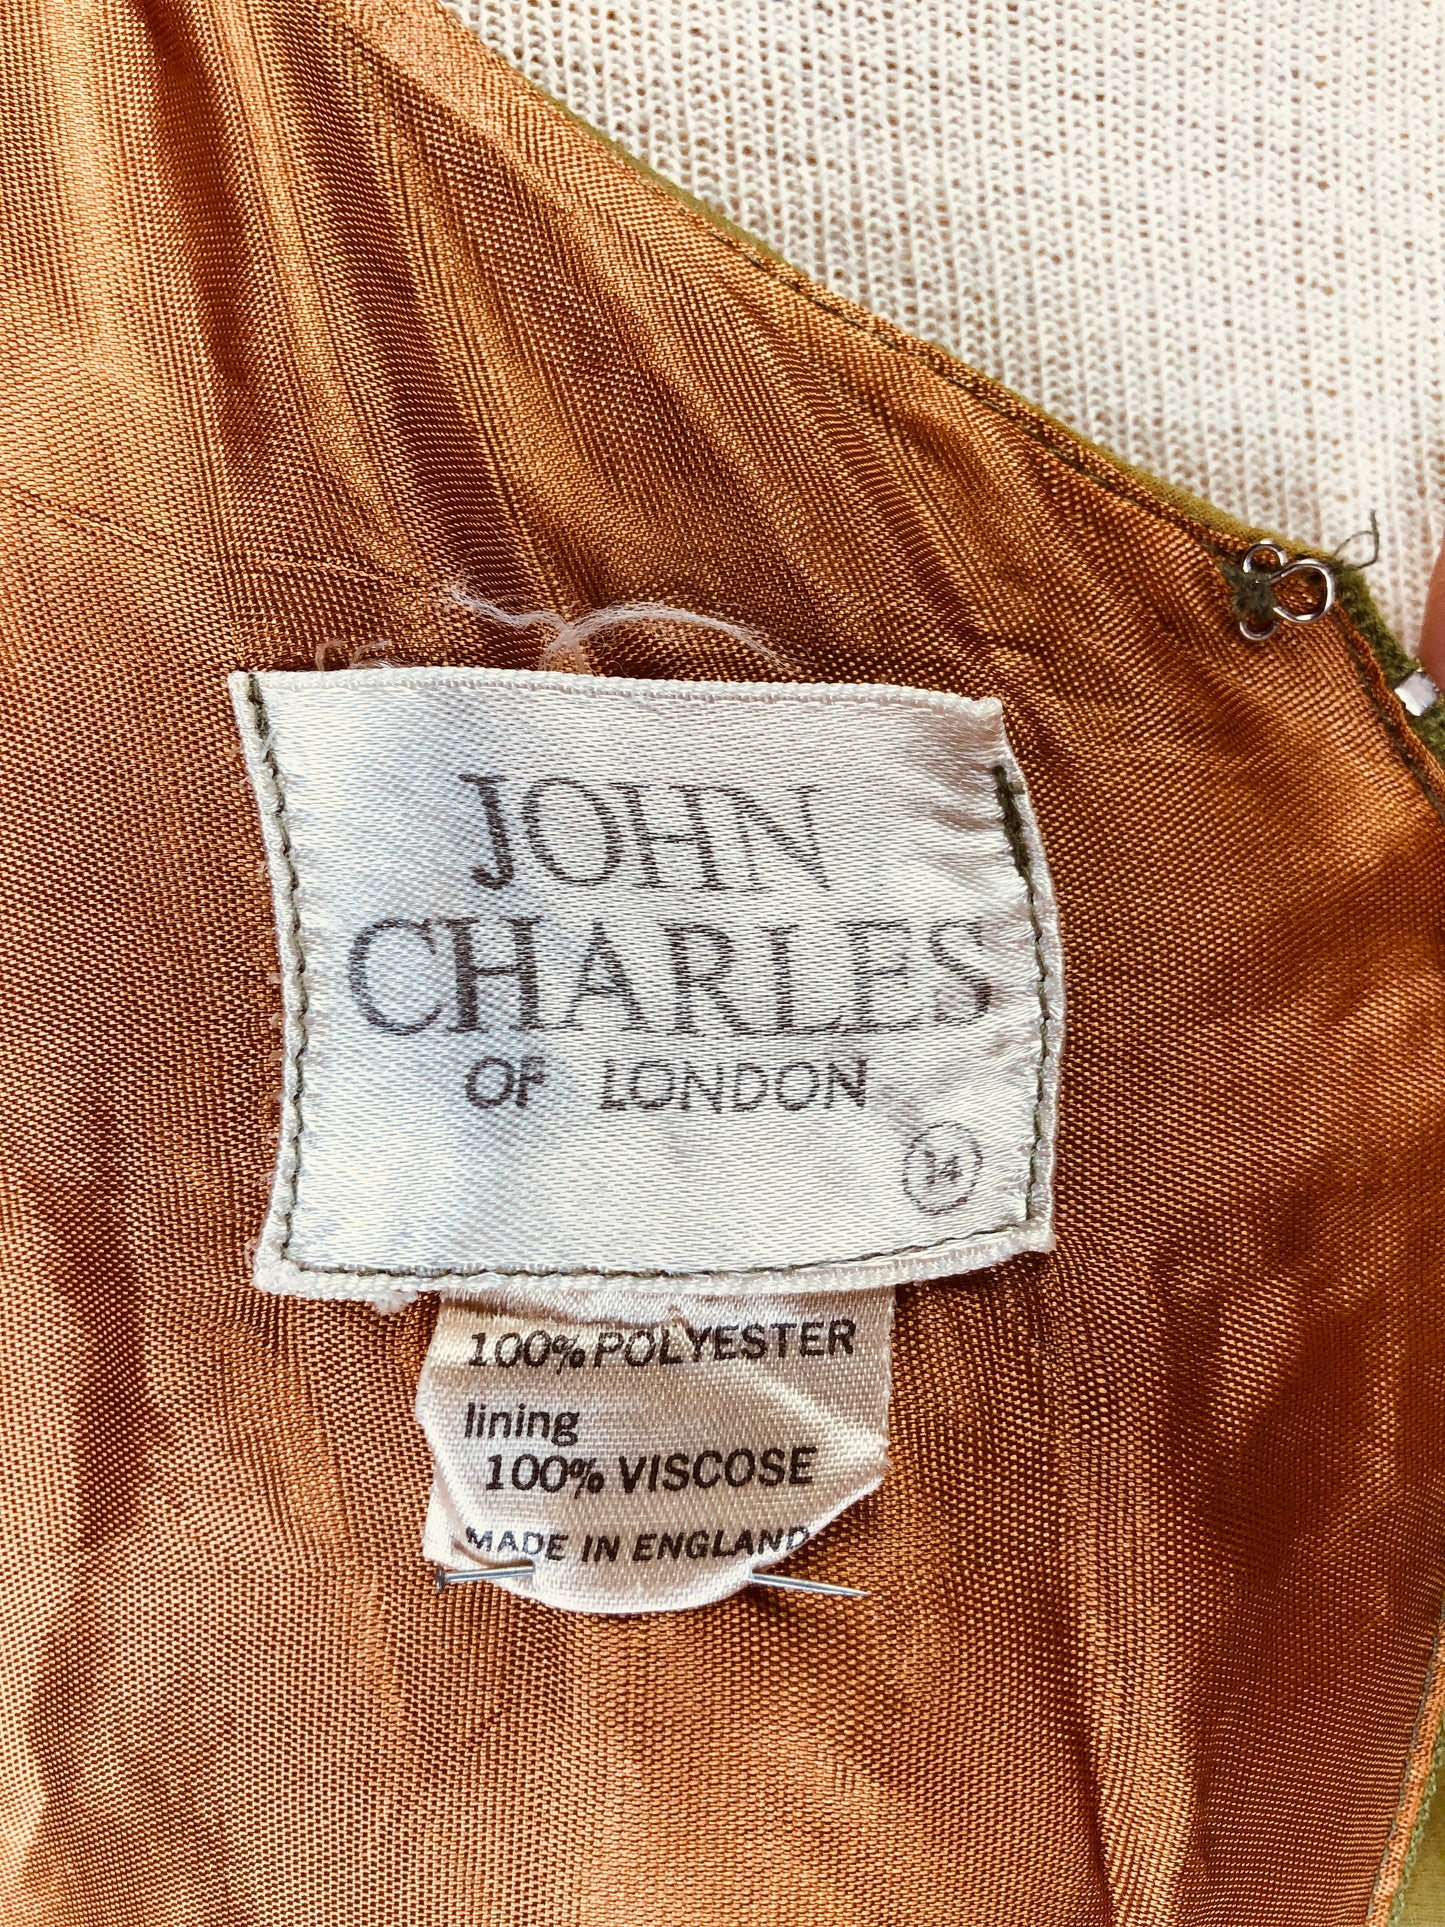 JOHN
CHARLES
OF LONDON
14
100% POLYESTER
lining
100% VISCOSE
MADE IN ENGLAND